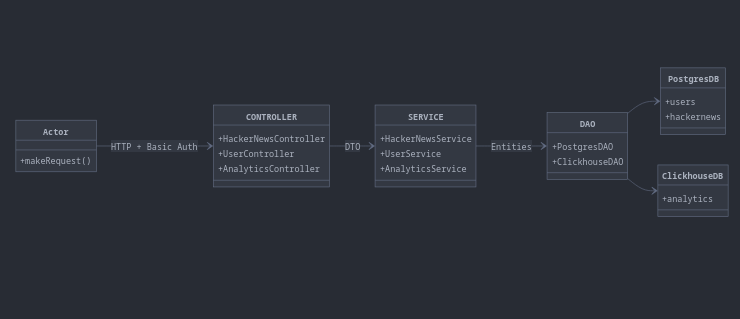 Actor
+makeRequest()
HTTP + Basic Auth
CONTROLLER
+HackerNewsController
+UserController
+AnalyticsController
DTO
SERVICE
+HackerNewsService
+UserService
+AnalyticsService
Entities
DAO
+PostgresDAO
+ClickhouseDAO
PostgresDB
+users
+hackernews
ClickhouseDB
+analytics